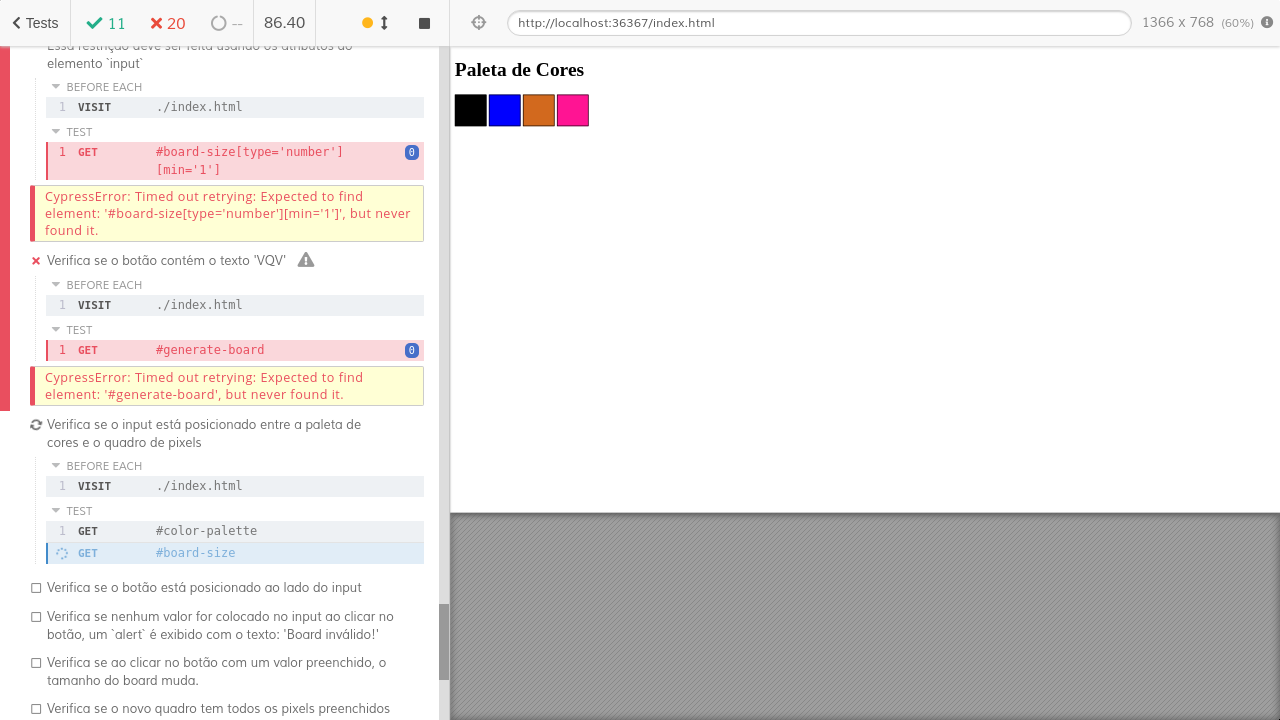 Tests 11 20 -- 86.40
http://localhost:36367/index.html 1366 x 768 (60%)
Essa restrição deve ser feita usando os atributos do
elemento `input`
BEFORE EACH
1 VISIT ./index.html
TEST
1 GET #board-size[type='number'] 0
[min='1']
CypressError: Timed out retrying: Expected to find
element: '#board-size[type='number'][min='1']', but never
found it.
Verifica se o botão contém o texto 'VQV'
BEFORE EACH
1 VISIT ./index.html
TEST
1 GET #generate-board 0
CypressError: Timed out retrying: Expected to find
element: '#generate-board', but never found it.
Verifica se o input está posicionado entre a paleta de
cores e o quadro de pixels
BEFORE EACH
1 VISIT ./index.html
TEST
1 GET #color-palette
GET #board-size
Verifica se o botão está posicionado ao lado do input
Verifica se nenhum valor for colocado no input ao clicar no
botão, um `alert` é exibido com o texto: 'Board inválido!'
Verifica se ao clicar no botão com um valor preenchido, o
tamanho do board muda.
Verifica se o novo quadro tem todos os pixels preenchidos
Paleta de Cores